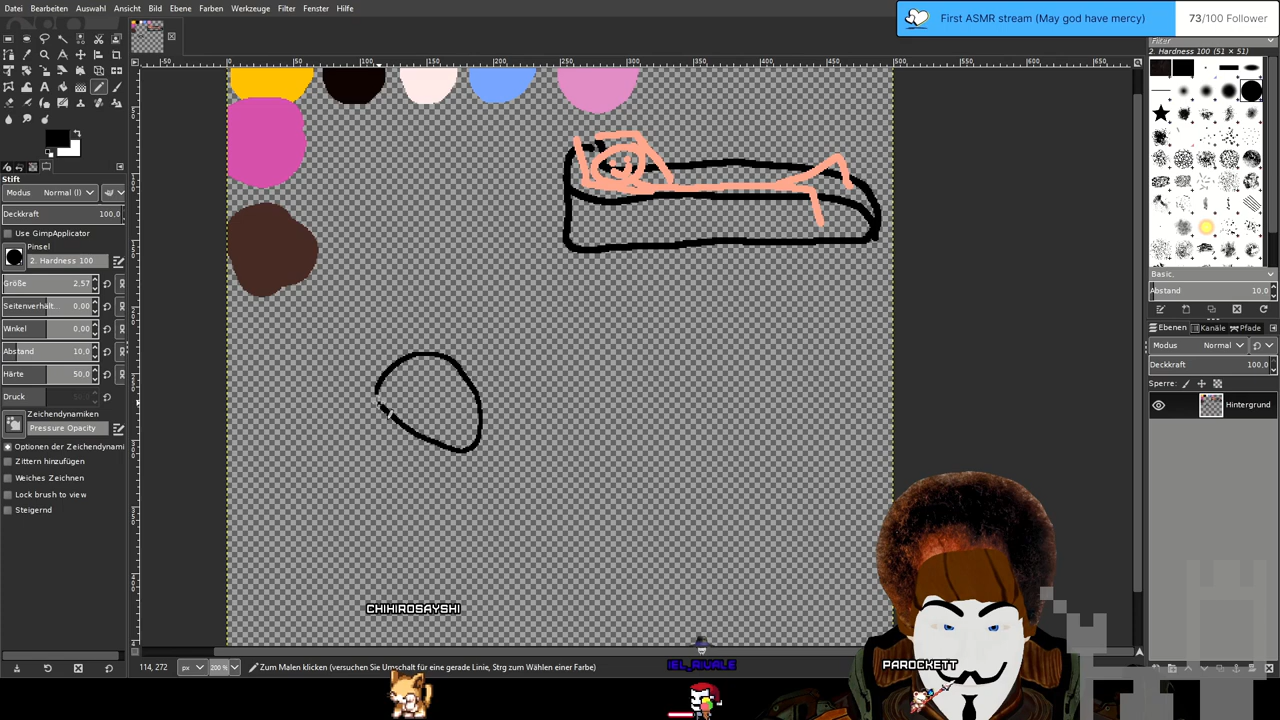 Datei Bearbeiten Auswahl Ansicht Bild Ebene Farben Werkzeuge Filter Fenster Hilfe
First ASMR stream (May god have mercy)
73/100 Follower
Filter
2. Hardness 100 (51 × 51)
Stift
Modus Normal (l)
Deckkraft 100,0
Use GimpApplicator
Pinsel
2. Hardness 100
Größe 2,57
Seitenverhält... 0,00
Winkel 0,00
Abstand 10,0
Härte 50,0
Druck
Zeichendynamiken
Pressure Opacity
Optionen der Zeichendynami
Zittern hinzufügen
Weiches Zeichnen
Lock brush to view
Steigernd
Basic,
Abstand 10,0
Ebenen Kanäle Pfade
Modus Normal
Deckkraft 100,0
Sperre:
Hintergrund
CHIHIROSAYSHI
IEL_RIVALE
PAROCKETT
114, 272 px 200 % Zum Malen klicken (versuchen Sie Umschalt für eine gerade Linie, Strg zum Wählen einer Farbe)